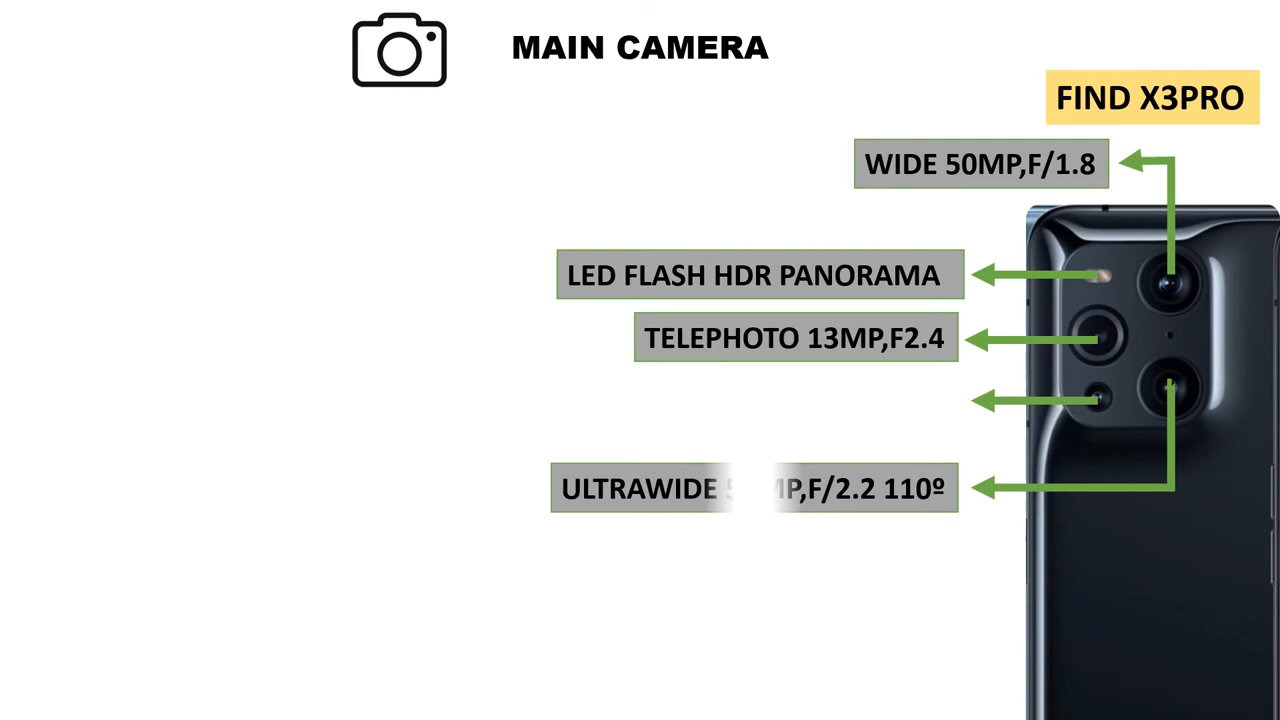 MAIN CAMERA
FIND X3PRO
WIDE 50MP,F/1.8
LED FLASH HDR PANORAMA
TELEPHOTO 13MP,F2.4
ULTRAWIDE F/2.2 110º